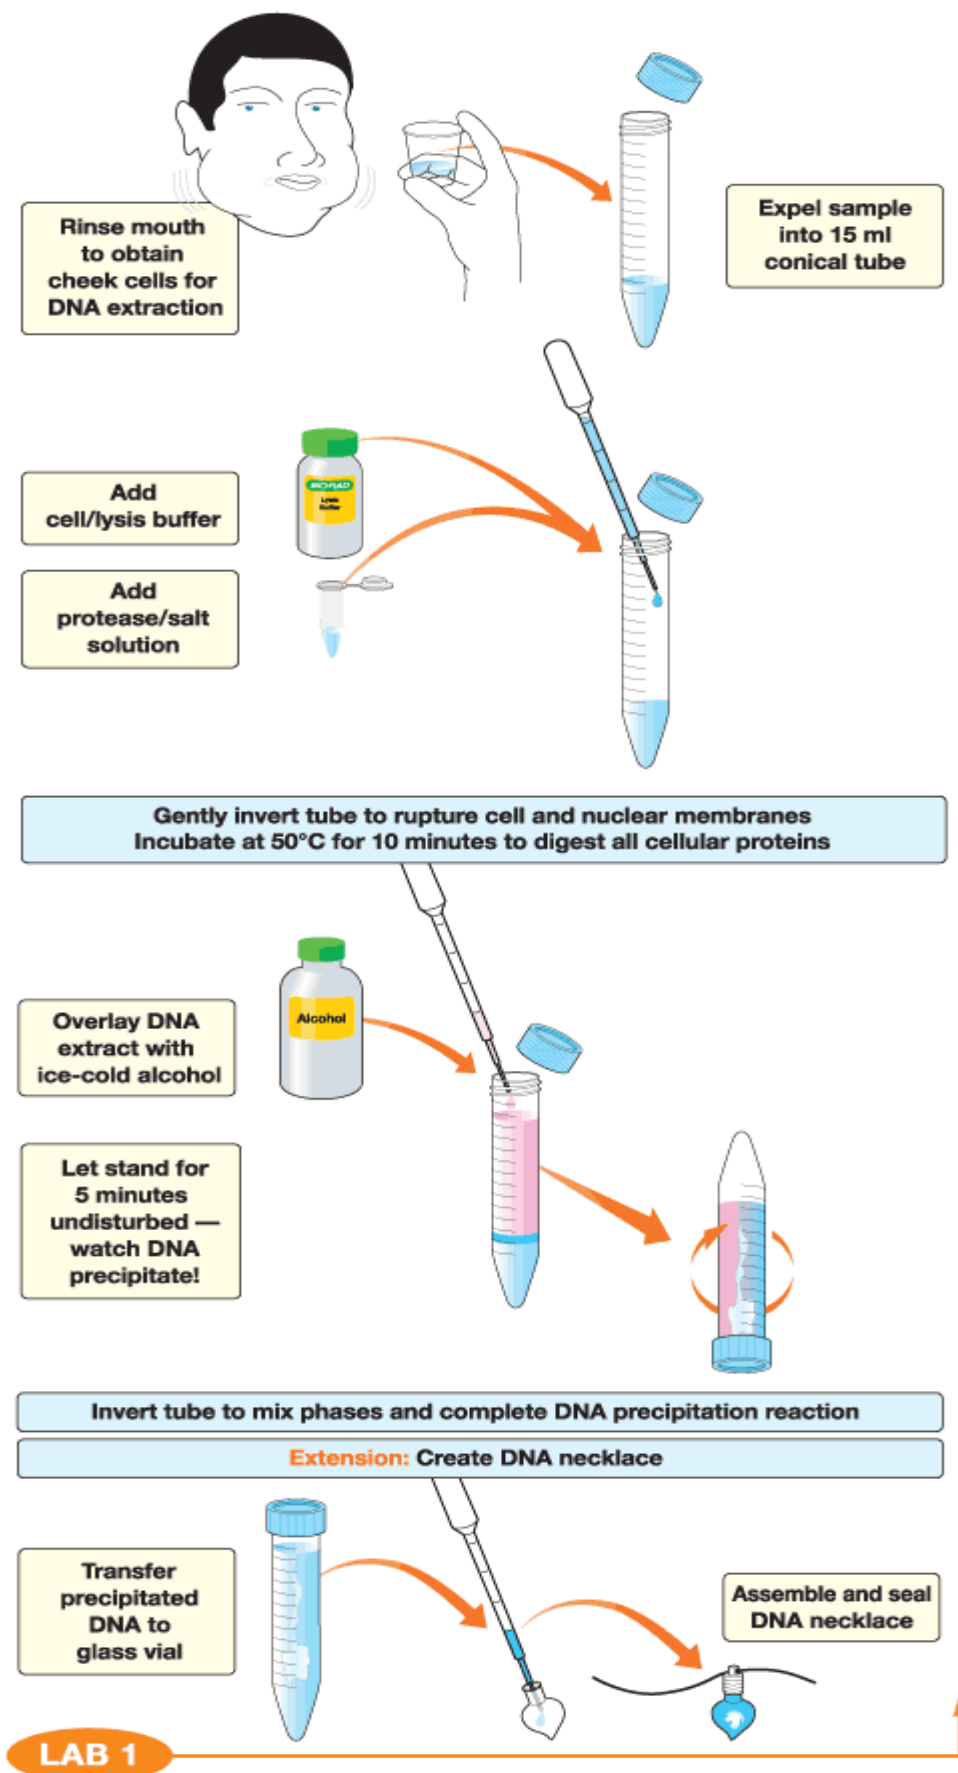 Rinse mouth
to obtain
cheek cells for
DNA extraction
Expel sample
into 15 ml
conical tube
Add
cell/lysis buffer
BIO-RAD
Lysis
Buffer
Add
protease/salt
solution
Gently invert tube to rupture cell and nuclear membranes
Incubate at 50°C for 10 minutes to digest all cellular proteins
Overlay DNA
extract with
ice-cold alcohol
Alcohol
Let stand for
5 minutes
undisturbed —
watch DNA
precipitate!
Invert tube to mix phases and complete DNA precipitation reaction
Extension: Create DNA necklace
Transfer
precipitated
DNA to
glass vial
Assemble and seal
DNA necklace
LAB 1